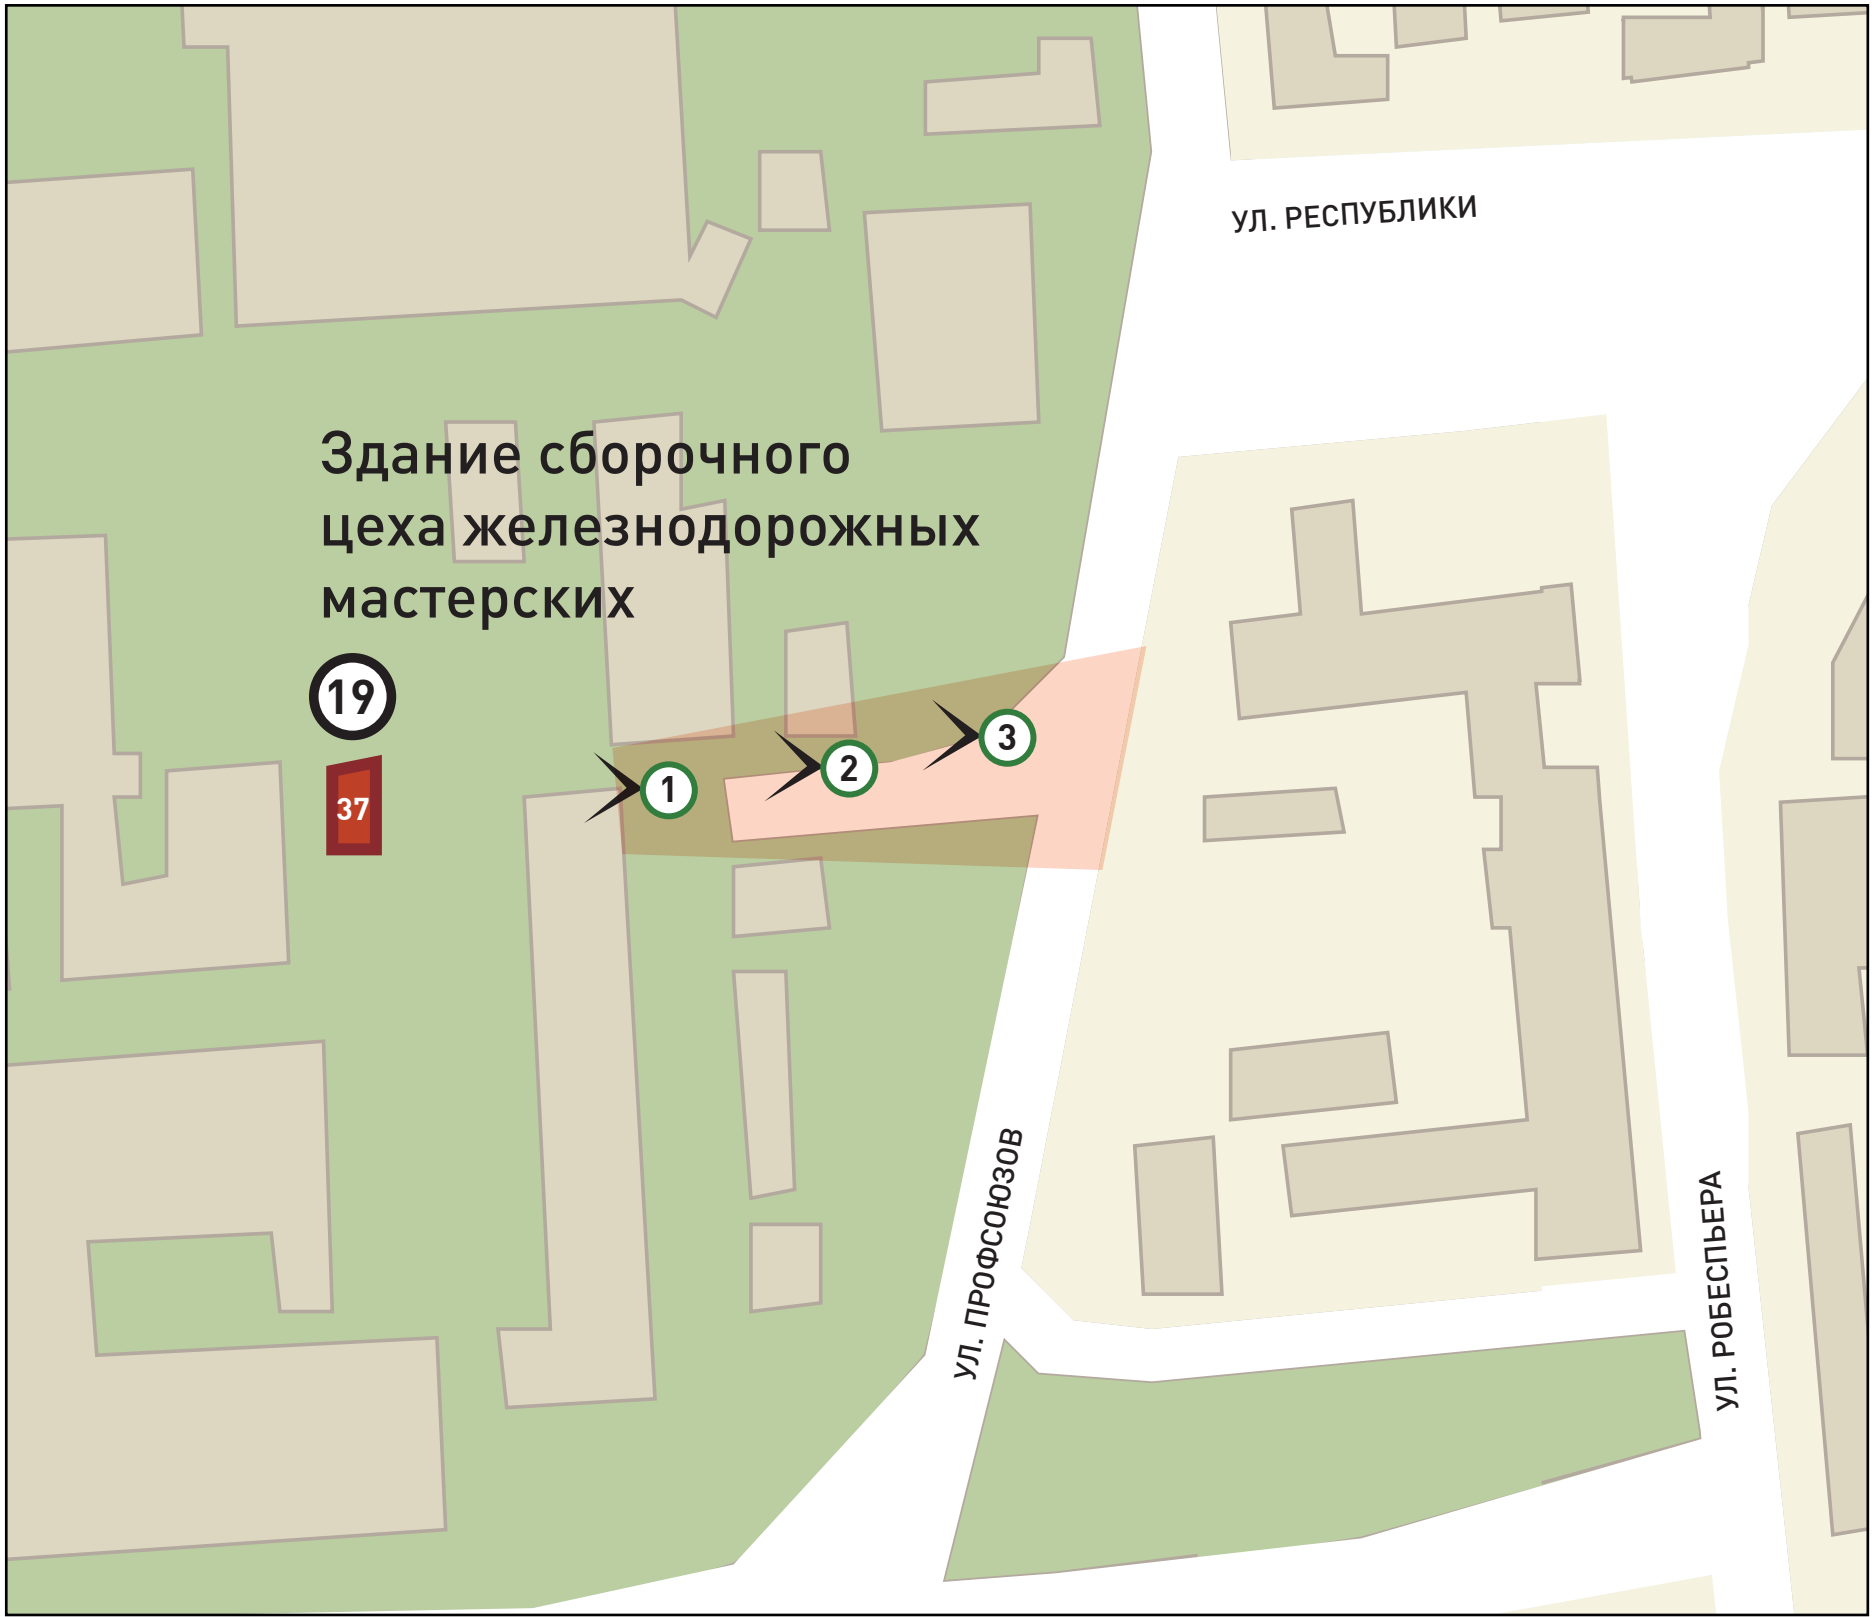 УЛ. РЕСПУБЛИКИ
Здание сборочного
цеха железнодорожных
мастерских
19
37
1
2
3
УЛ. ПРОФСОЮЗОВ
УЛ. РОБЕСПЬЕРА